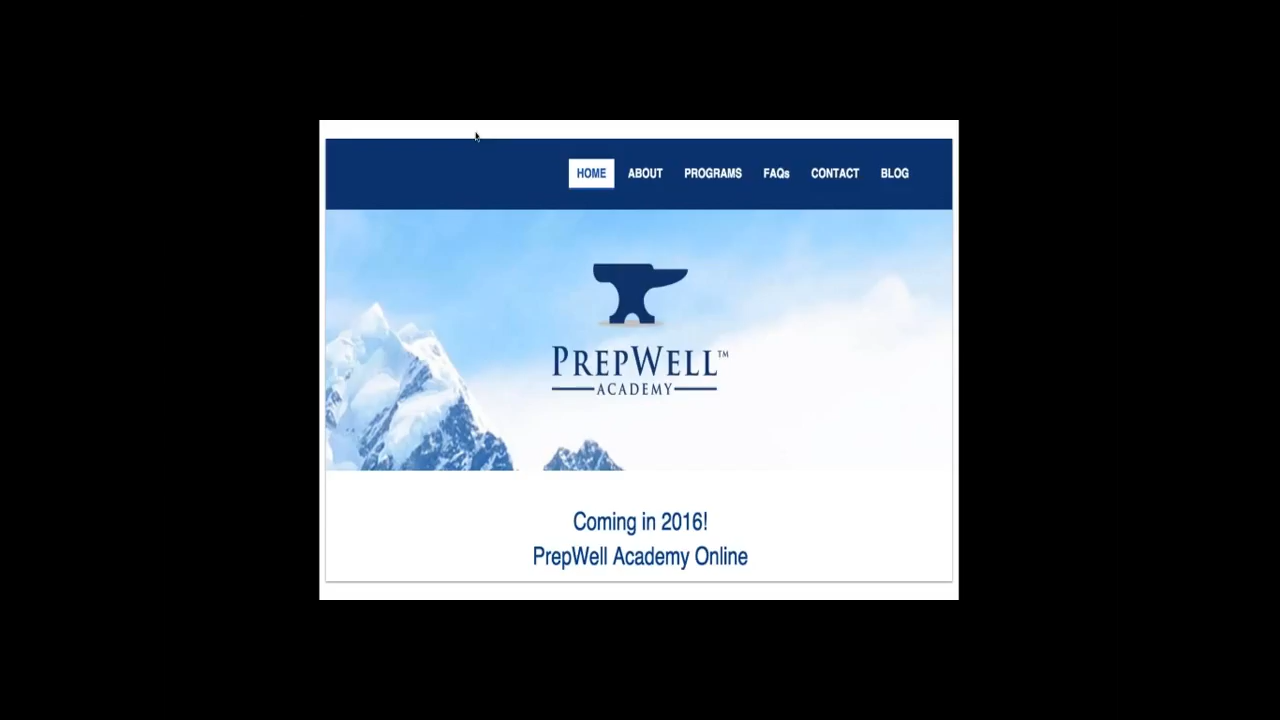 HOME ABOUT PROGRAMS FAQs CONTACT BLOG
PREPWELL™
ACADEMY
Coming in 2016!
PrepWell Academy Online